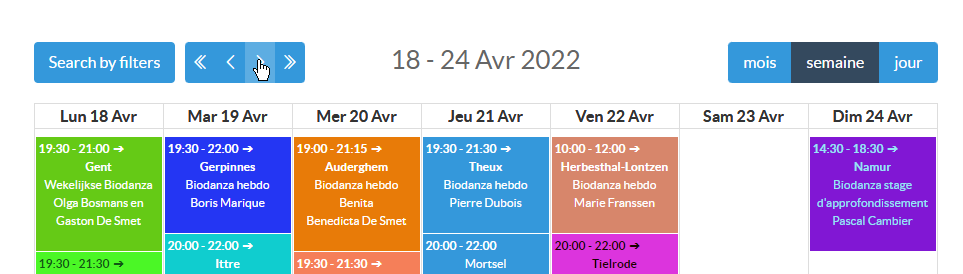 Search by filters
18 - 24 Avr 2022
mois semaine jour
Lun 18 Avr Mar 19 Avr Mer 20 Avr Jeu 21 Avr Ven 22 Avr Sam 23 Avr Dim 24 Avr
19:30 - 21:00 ➔
Gent
Wekelijkse Biodanza
Olga Bosmans en
Gaston De Smet
19:30 - 21:30 ➔
19:30 - 22:00 ➔
Gerpinnes
Biodanza hebdo
Boris Marique
20:00 - 22:00 ➔
Ittre
19:00 - 21:15 ➔
Auderghem
Biodanza hebdo
Benita
Benedicta De Smet
19:30 - 21:30 ➔
19:30 - 21:30 ➔
Theux
Biodanza hebdo
Pierre Dubois
20:00 - 22:00
Mortsel
10:00 - 12:00 ➔
Herbesthal-Lontzen
Biodanza hebdo
Marie Franssen
20:00 - 22:00 ➔
Tielrode
14:30 - 18:30 ➔
Namur
Biodanza stage
d'approfondissement
Pascal Cambier